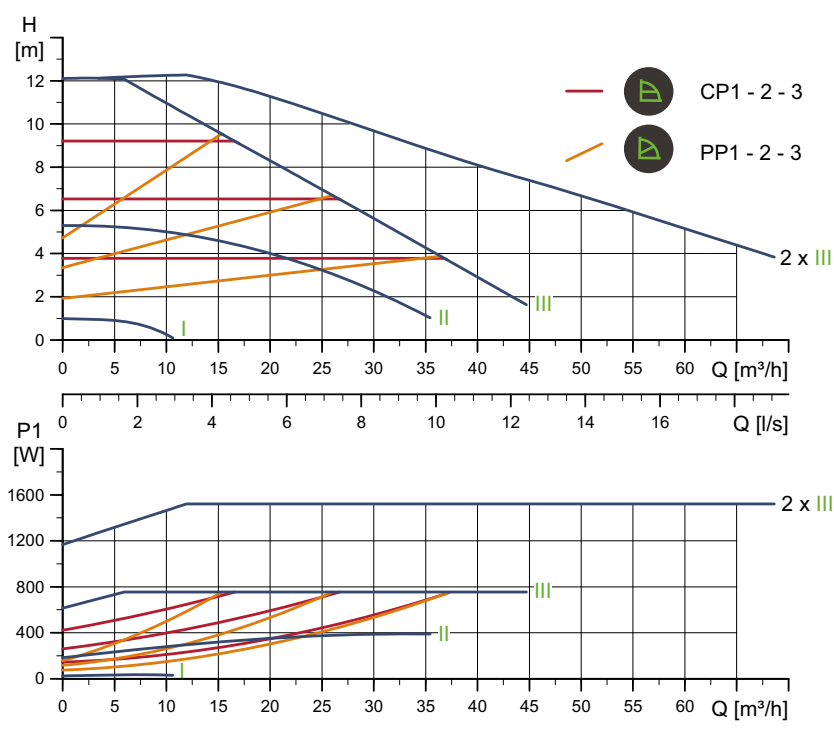 H
[m]
12
10
8
6
4
2
0
CP1 - 2 - 3
PP1 - 2 - 3
2 x III
III
II
I
0 5 10 15 20 25 30 35 40 45 50 55 60 Q [m³/h]
0 2 4 6 8 10 12 14 16 Q [l/s]
P1
[W]
1600
1200
800
400
0
2 x III
III
II
I
0 5 10 15 20 25 30 35 40 45 50 55 60 Q [m³/h]